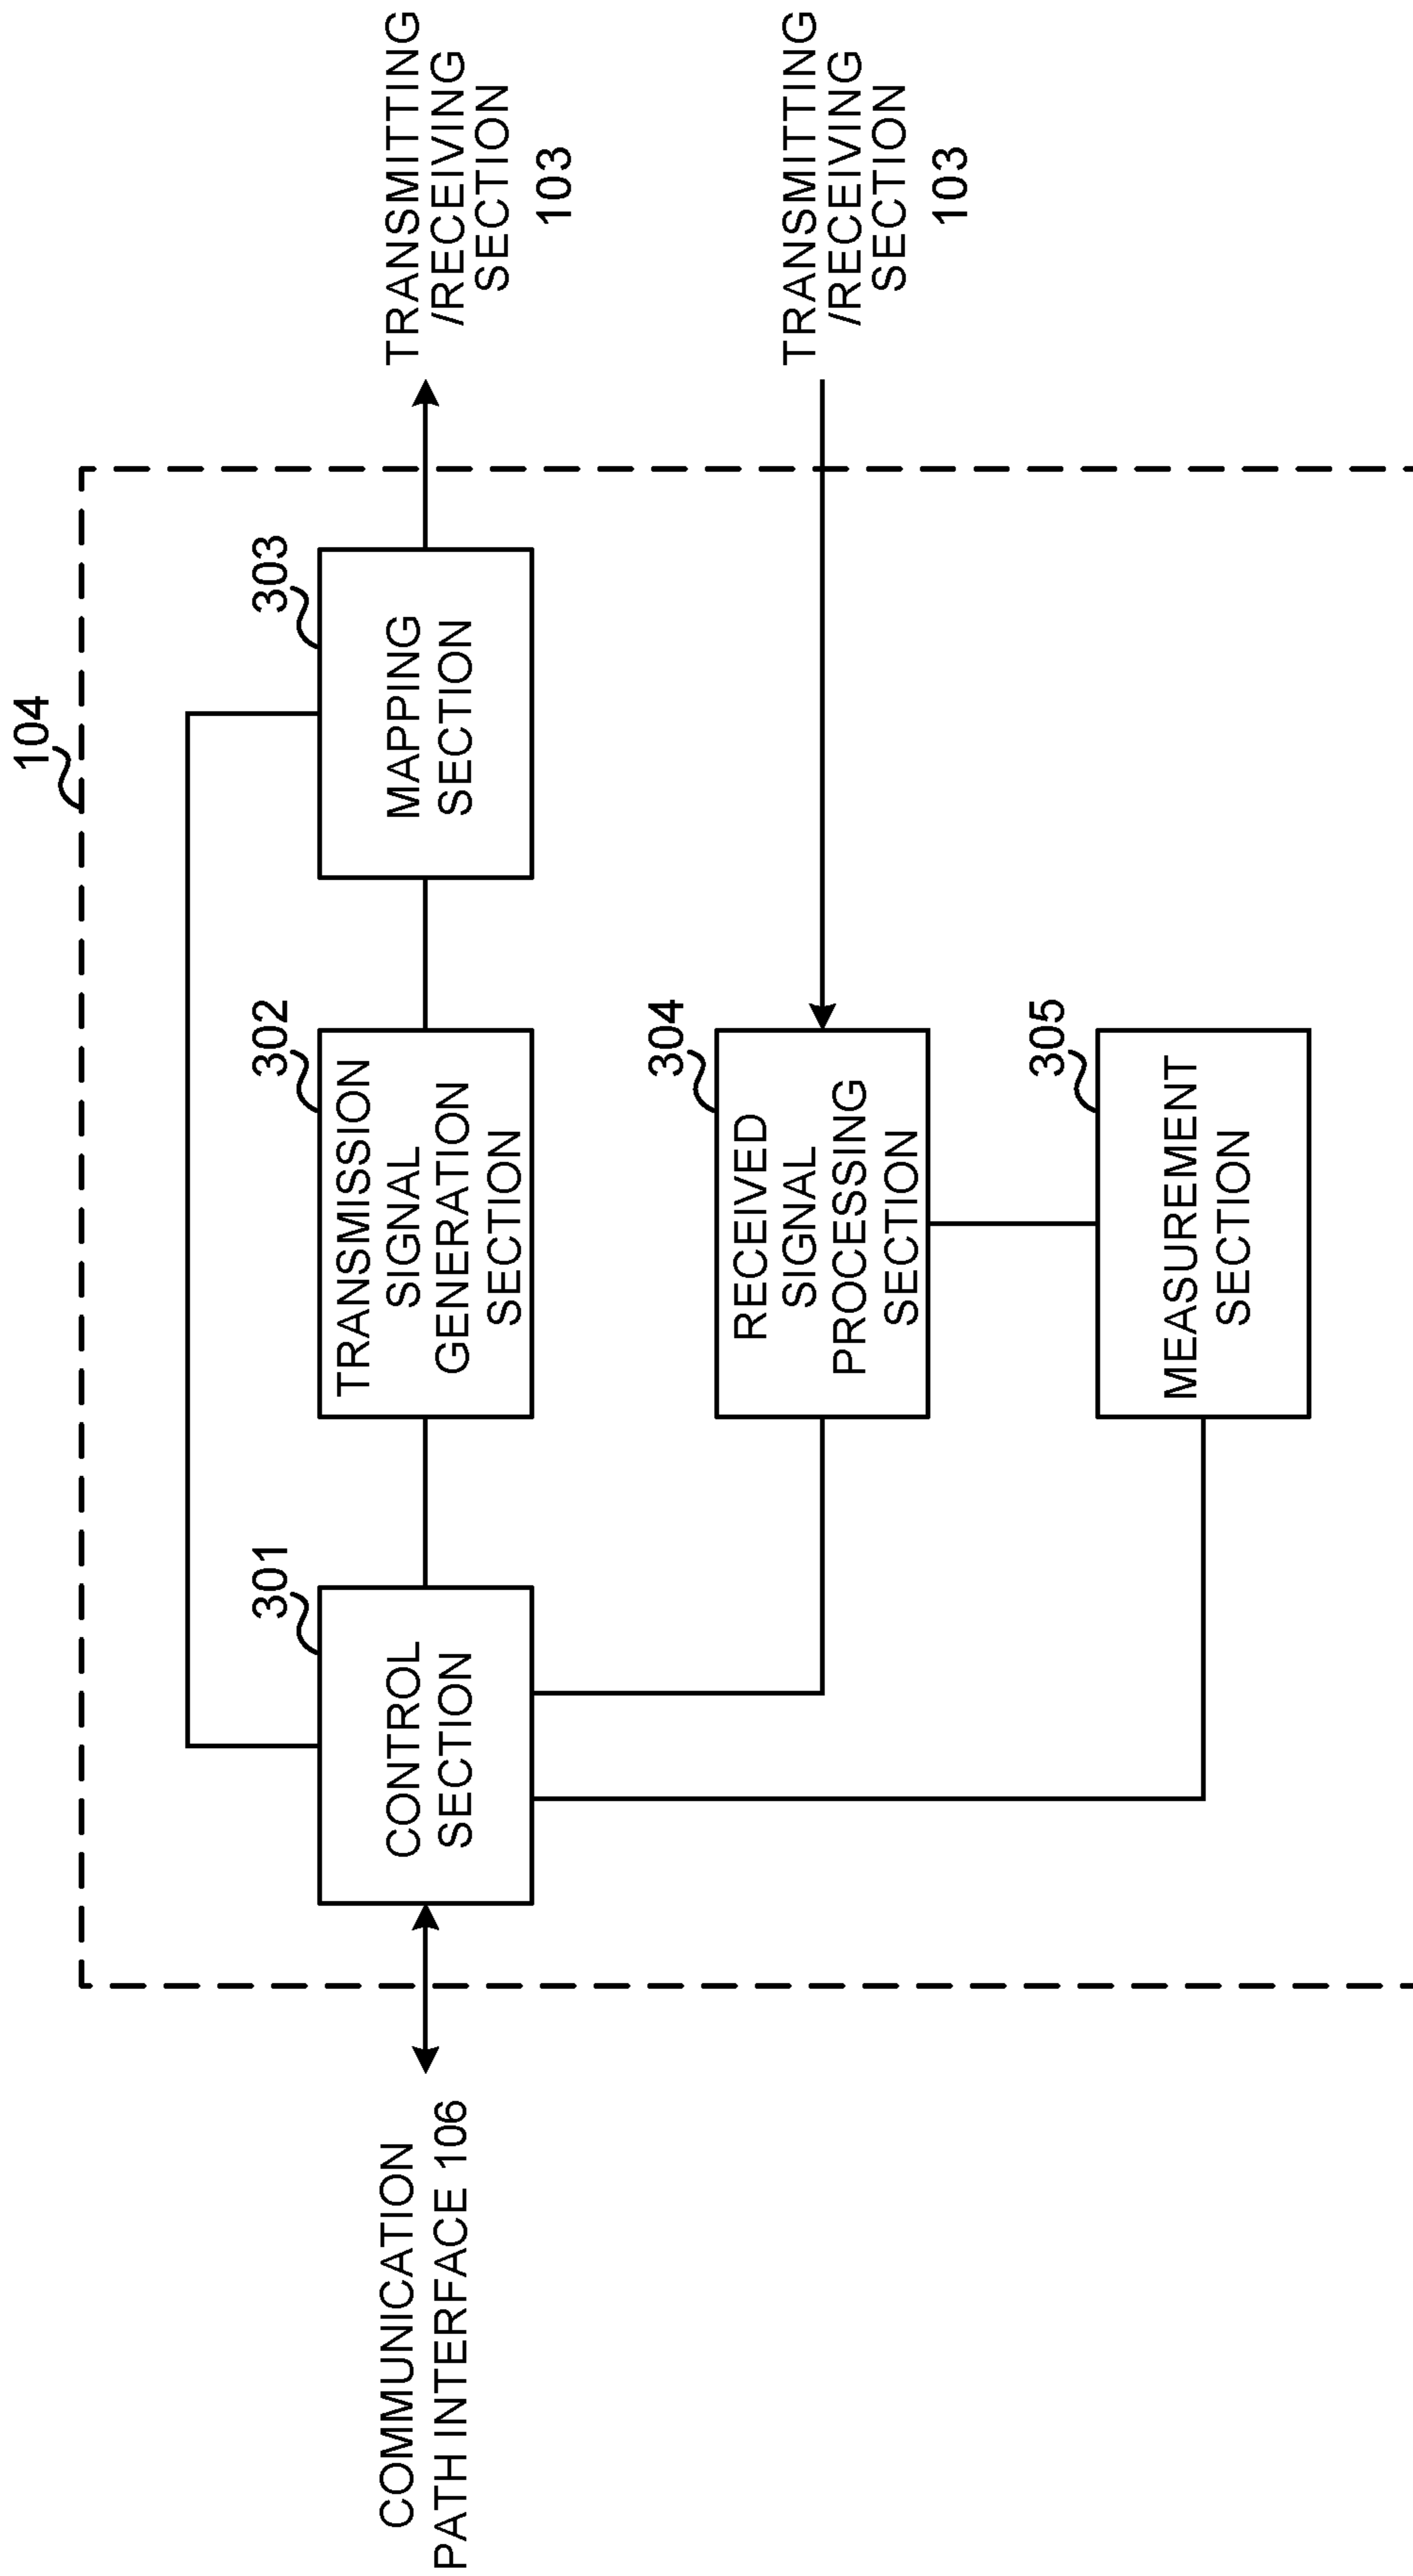 104
COMMUNICATION
PATH INTERFACE 106
301
CONTROL
SECTION
302
TRANSMISSION
SIGNAL
GENERATION
SECTION
303
MAPPING
SECTION
TRANSMITTING
/RECEIVING
SECTION
103
304
RECEIVED
SIGNAL
PROCESSING
SECTION
TRANSMITTING
/RECEIVING
SECTION
103
305
MEASUREMENT
SECTION